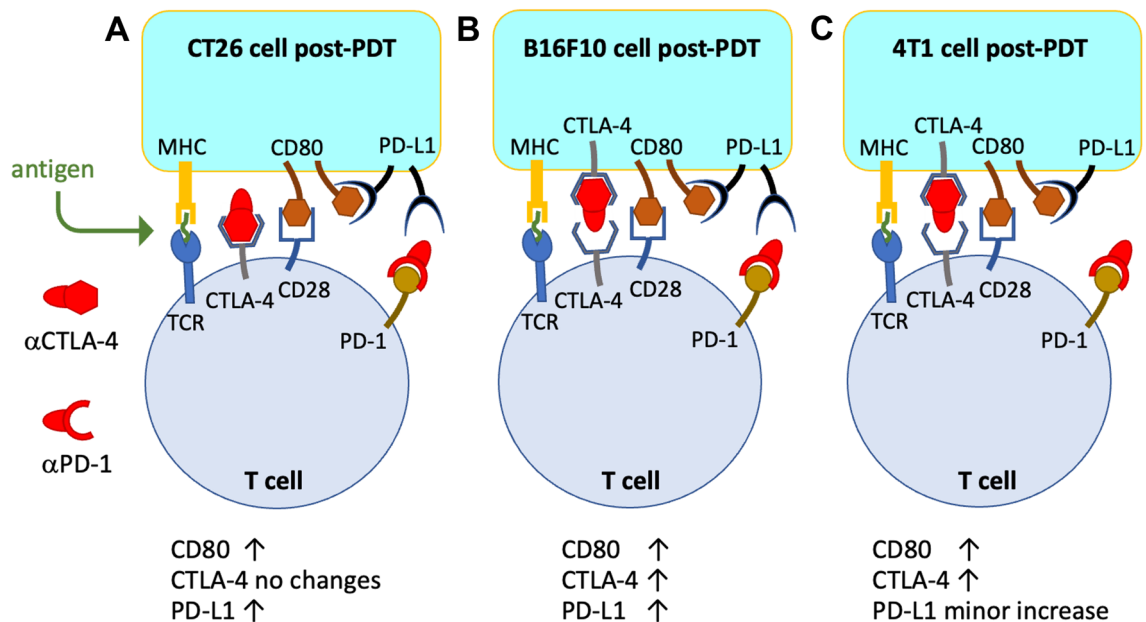 A
CT26 cell post-PDT
MHC
CD80
PD-L1
antigen
αCTLA-4
αPD-1
TCR
CTLA-4
CD28
PD-1
T cell
CD80 ↑
CTLA-4 no changes
PD-L1 ↑
B
B16F10 cell post-PDT
CTLA-4
MHC
CD80
PD-L1
TCR
CTLA-4
CD28
PD-1
T cell
CD80 ↑
CTLA-4 ↑
PD-L1 ↑
C
4T1 cell post-PDT
CTLA-4
MHC
CD80
PD-L1
TCR
CTLA-4
CD28
PD-1
T cell
CD80 ↑
CTLA-4 ↑
PD-L1 minor increase